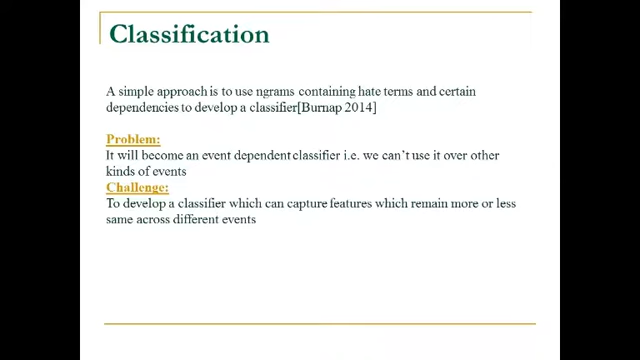 Classification
A simple approach is to use ngrams containing hate terms and certain
dependencies to develop a classifier[Burnap 2014]
Problem:
It will become an event dependent classifier i.e. we can't use it over other
kinds of events
Challenge:
To develop a classifier which can capture features which remain more or less
same across different events